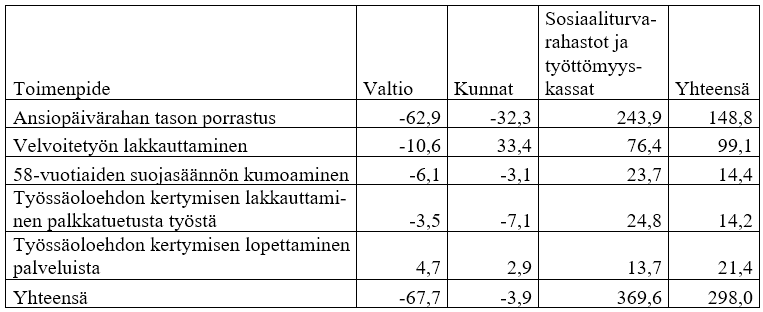 Toimenpide Valtio Kunnat Sosiaaliturva-
rahastot ja
työttömyys-
kassat Yhteensä
Ansiopäivärahan tason porrastus -62,9 -32,3 243,9 148,8
Velvoitetyön lakkauttaminen -10,6 33,4 76,4 99,1
58-vuotiaiden suojasäännön kumoaminen -6,1 -3,1 23,7 14,4
Työssäoloehdon kertymisen lakkauttami-
nen palkkatuetusta työstä -3,5 -7,1 24,8 14,2
Työssäoloehdon kertymisen lopettaminen
palveluista 4,7 2,9 13,7 21,4
Yhteensä -67,7 -3,9 369,6 298,0